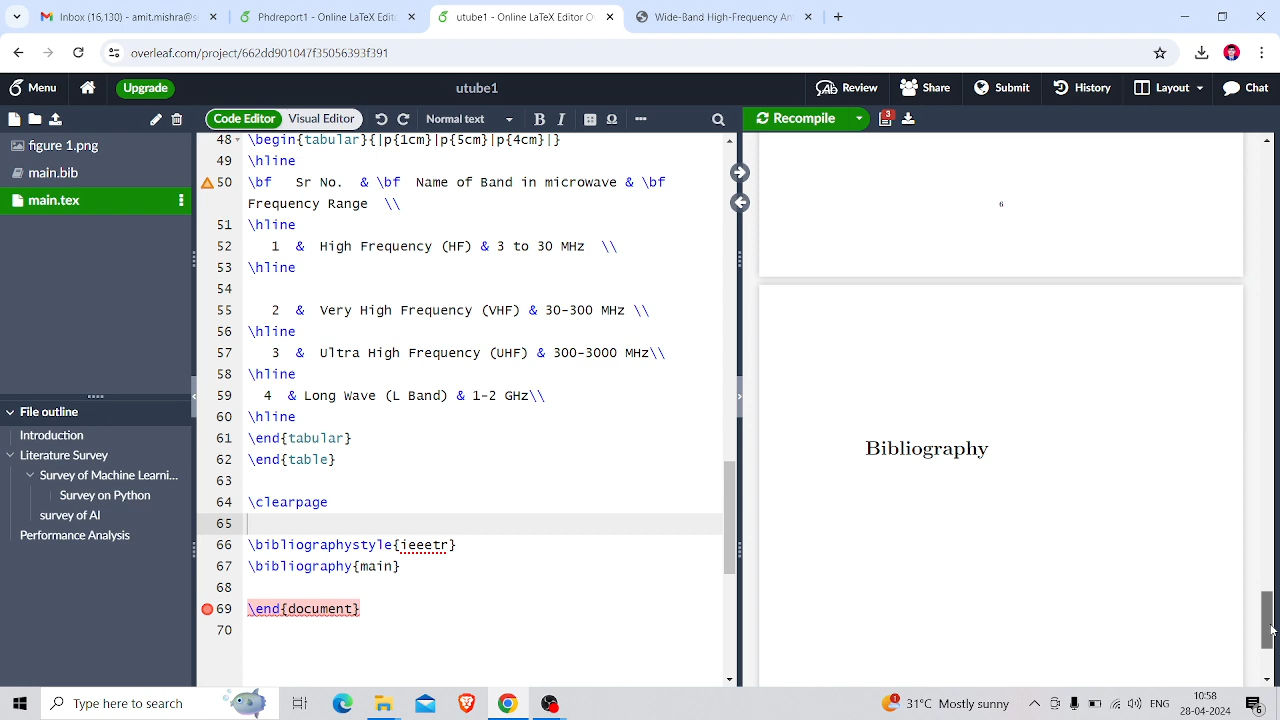 Inbox (16,130) - amit.mishra@s
Phdreport1 - Online LaTeX Edit
utube1 - Online LaTeX Editor O
Wide-Band High-Frequency An
overleaf.com/project/662dd901047f35056393f391
Menu
Upgrade
utube1
Review
Share
Submit
History
Layout
Chat
Code Editor
Visual Editor
Normal text
B
I
Ω
Recompile
3
figure 1.png
main.bib
main.tex
File outline
Introduction
Literature Survey
Survey of Machine Learni...
Survey on Python
survey of AI
Performance Analysis
48 \begin{tabular}{|p{1cm}|p{5cm}|p{4cm}|}
49 \hline
50 \bf Sr No. & \bf Name of Band in microwave & \bf
Frequency Range \\
51 \hline
52 1 & High Frequency (HF) & 3 to 30 MHz \\
53 \hline
54
55 2 & Very High Frequency (VHF) & 30-300 MHz \\
56 \hline
57 3 & Ultra High Frequency (UHF) & 300-3000 MHz\\
58 \hline
59 4 & Long Wave (L Band) & 1-2 GHz\\
60 \hline
61 \end{tabular}
62 \end{table}
63
64 \clearpage
65
66 \bibliographystyle{ieeetr}
67 \bibliography{main}
68
69 \end{document}
70
6
Bibliography
Type here to search
1
31°C Mostly sunny
ENG
10:58
28-04-2024
6